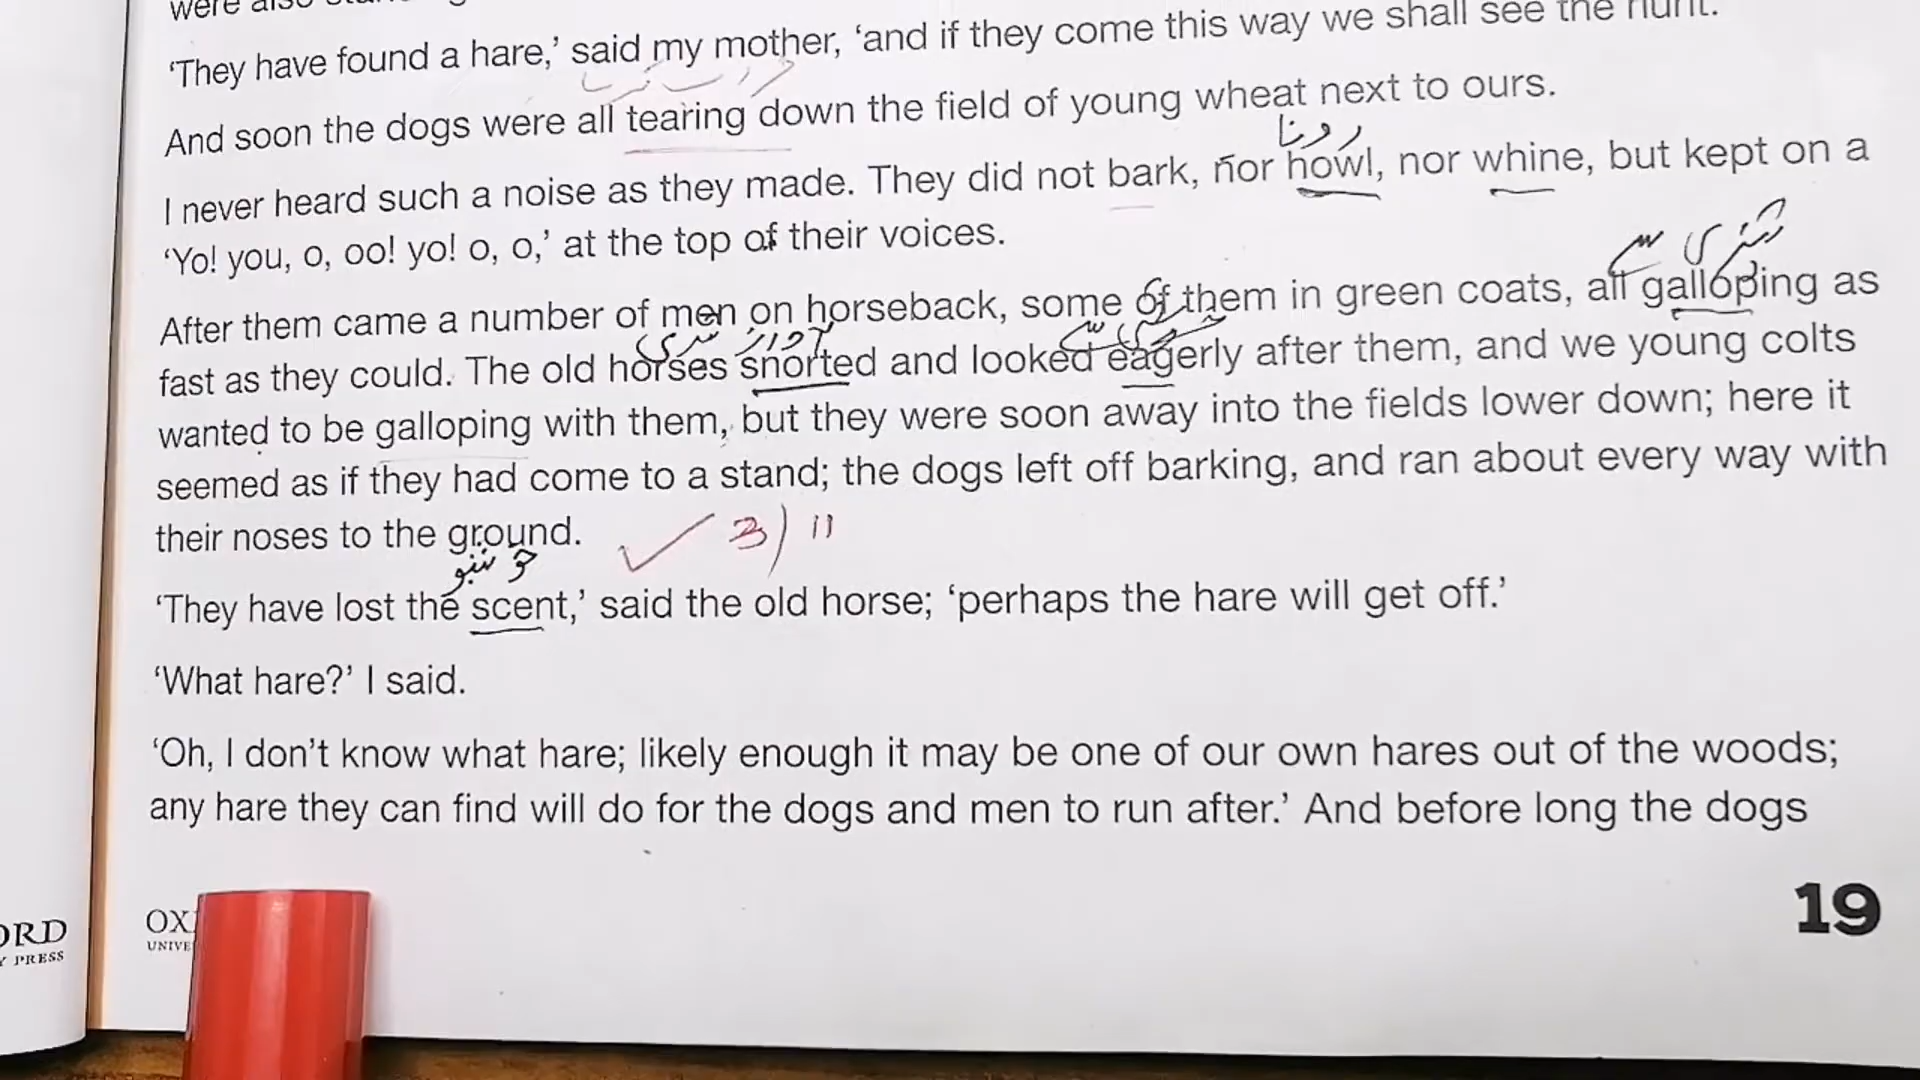 were also
‘They have found a hare,’ said my mother, ‘and if they come this way we shall see the hunt.’
And soon the dogs were all tearing down the field of young wheat next to ours.
رونا
I never heard such a noise as they made. They did not bark, nor howl, nor whine, but kept on a
‘Yo! you, o, oo! yo! o, o,’ at the top of their voices.
After them came a number of men on horseback, some of them in green coats, all galloping as
fast as they could. The old horses snorted and looked eagerly after them, and we young colts
wanted to be galloping with them, but they were soon away into the fields lower down; here it
seemed as if they had come to a stand; the dogs left off barking, and ran about every way with
their noses to the ground.
3) 11
خوشبو
‘They have lost the scent,’ said the old horse; ‘perhaps the hare will get off.’
‘What hare?’ I said.
‘Oh, I don’t know what hare; likely enough it may be one of our own hares out of the woods;
any hare they can find will do for the dogs and men to run after.’ And before long the dogs
19